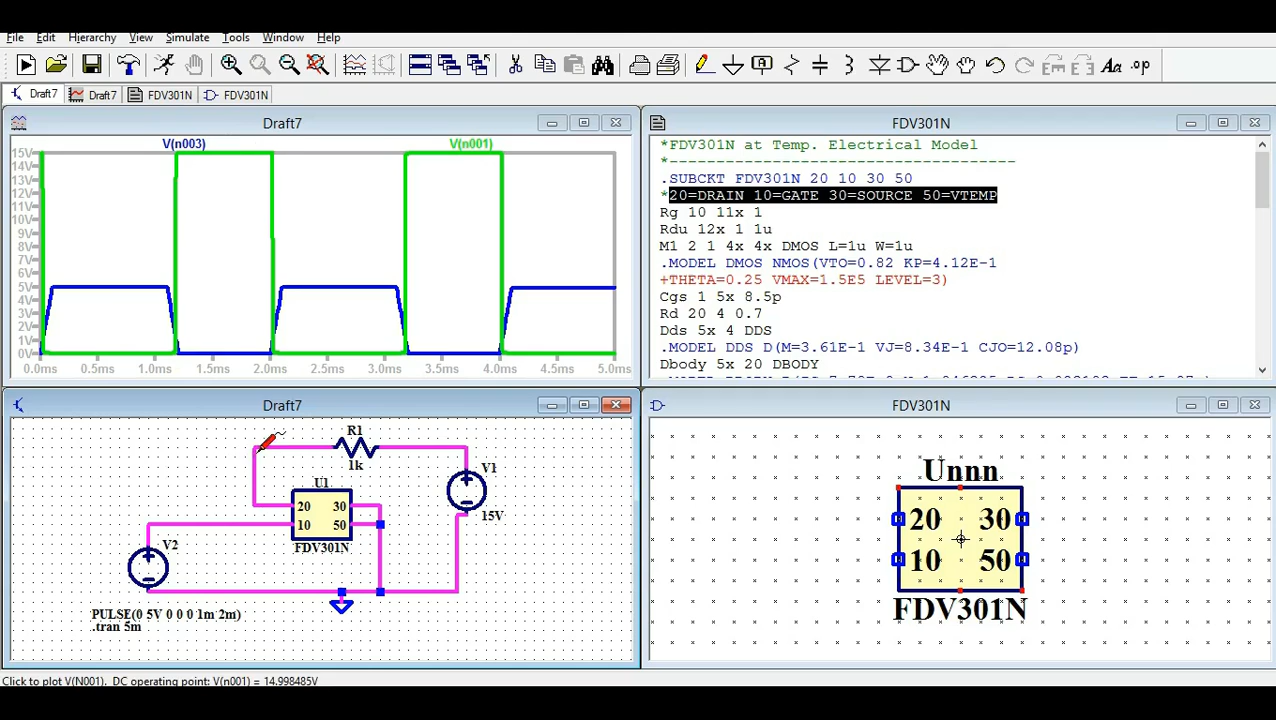 File Edit Hierarchy View Simulate Tools Window Help
Aa .op
Draft7 Draft7 FDV301N FDV301N
Draft7
V(n003) V(n001)
15V
14V
13V
12V
11V
10V
9V
8V
7V
6V
5V
4V
3V
2V
1V
0V
0.0ms 0.5ms 1.0ms 1.5ms 2.0ms 2.5ms 3.0ms 3.5ms 4.0ms 4.5ms 5.0ms
FDV301N
*FDV301N at Temp. Electrical Model
*-------------------------------------
.SUBCKT FDV301N 20 10 30 50
*20=DRAIN 10=GATE 30=SOURCE 50=VTEMP
Rg 10 11x 1
Rdu 12x 1 1u
M1 2 1 4x 4x DMOS L=1u W=1u
.MODEL DMOS NMOS(VTO=0.82 KP=4.12E-1
+THETA=0.25 VMAX=1.5E5 LEVEL=3)
Cgs 1 5x 8.5p
Rd 20 4 0.7
Dds 5x 4 DDS
.MODEL DDS D(M=3.61E-1 VJ=8.34E-1 CJO=12.08p)
Dbody 5x 20 DBODY
Draft7
R1
1k
V1
15V
U1
20 30
10 50
FDV301N
V2
PULSE(0 5V 0 0 0 1m 2m)
.tran 5m
FDV301N
Unnn
20 30
10 50
FDV301N
Click to plot V(N001). DC operating point: V(n001) = 14.998485V